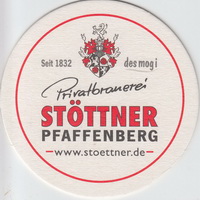 Seit 1832 des mog i
Privatbrauerei
STÖTTNER
PFAFFENBERG
www.stoettner.de